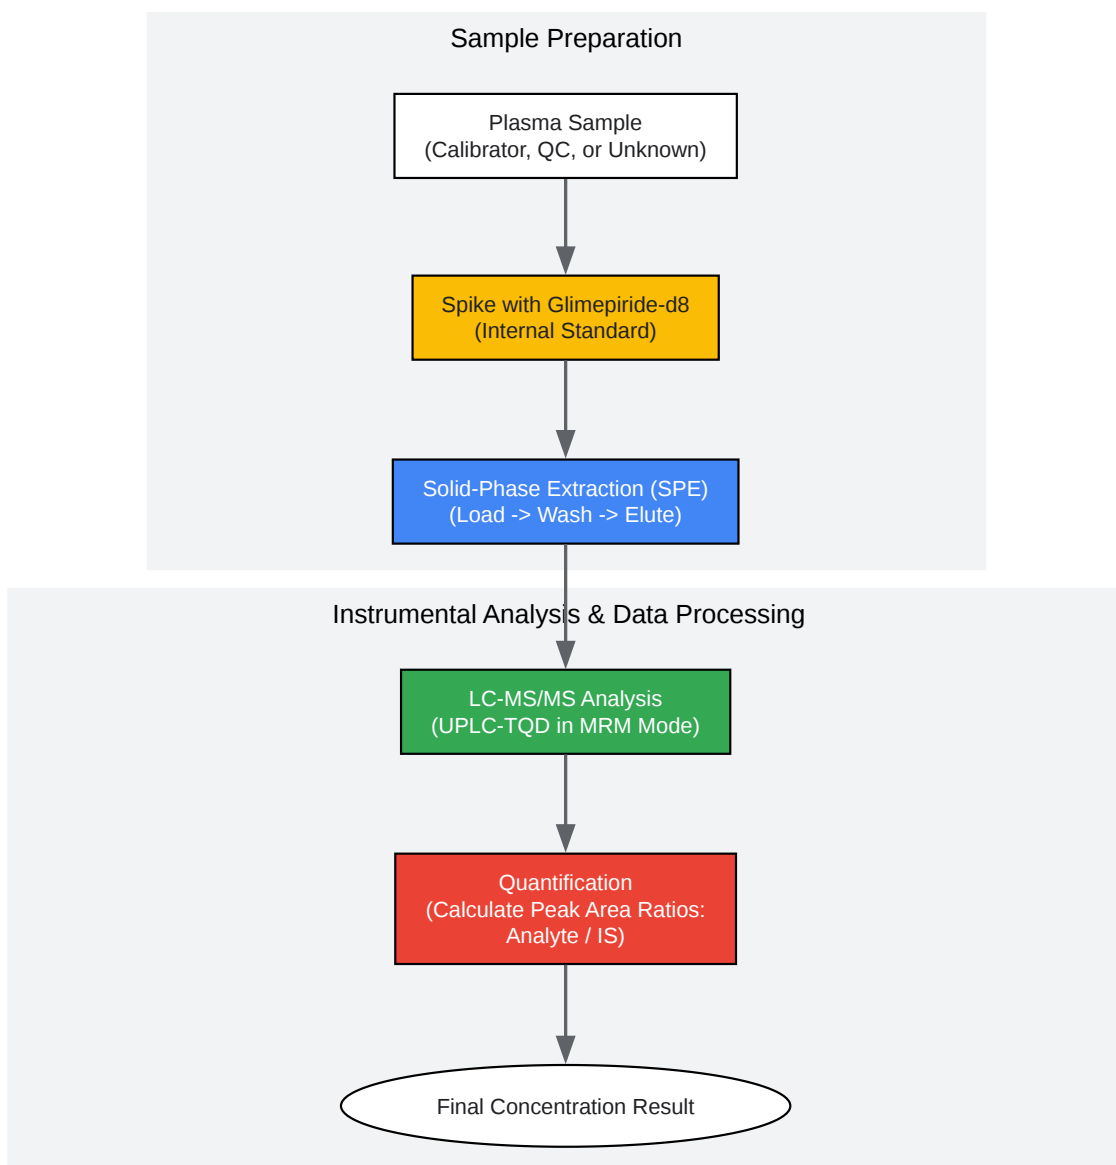 Sample Preparation
Plasma Sample
(Calibrator, QC, or Unknown)
Spike with Glimepiride-d8
(Internal Standard)
Solid-Phase Extraction (SPE)
(Load -> Wash -> Elute)
Instrumental Analysis & Data Processing
LC-MS/MS Analysis
(UPLC-TQD in MRM Mode)
Quantification
(Calculate Peak Area Ratios:
Analyte / IS)
Final Concentration Result